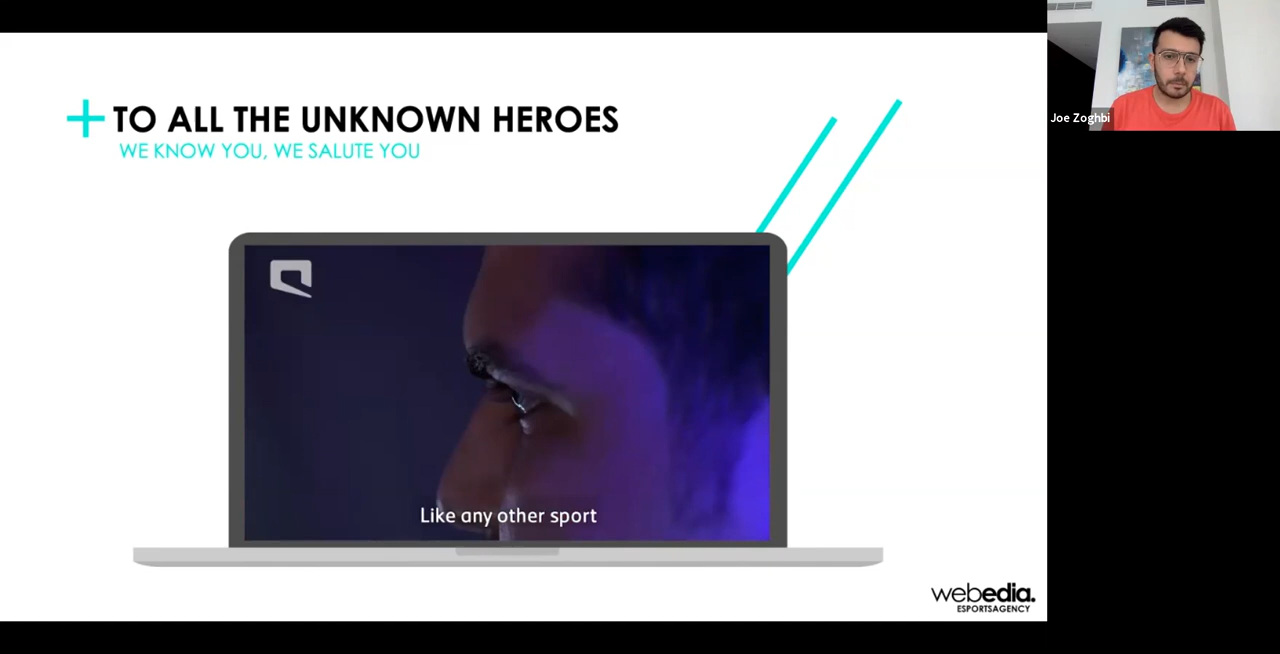 TO ALL THE UNKNOWN HEROES
WE KNOW YOU, WE SALUTE YOU
Like any other sport
webedia.
ESPORTSAGENCY
Joe Zoghbi